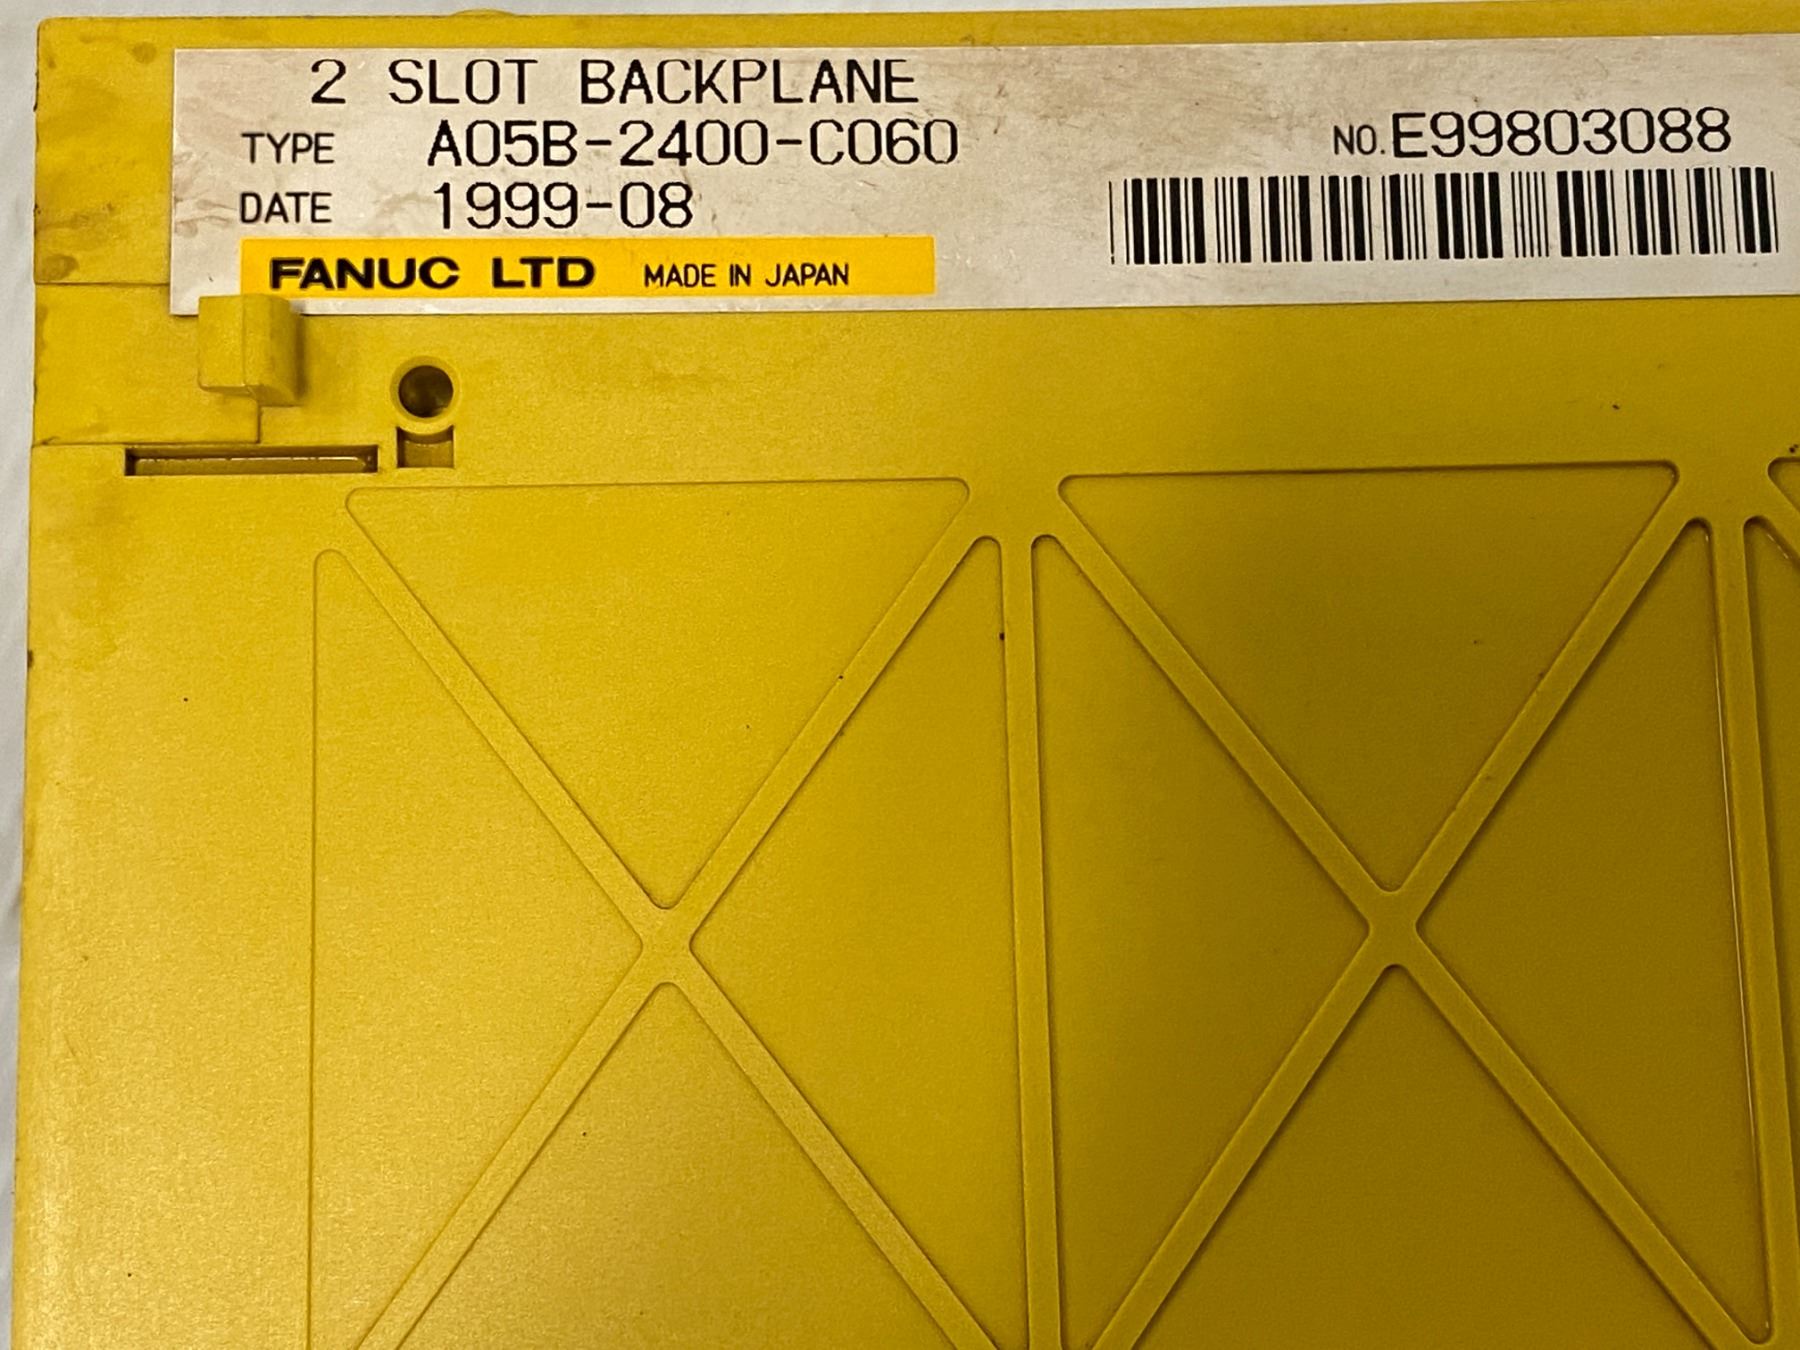 2 SLOT BACKPLANE
TYPE A05B-2400-C060
NO.E99803088
DATE 1999-08
FANUC LTD MADE IN JAPAN